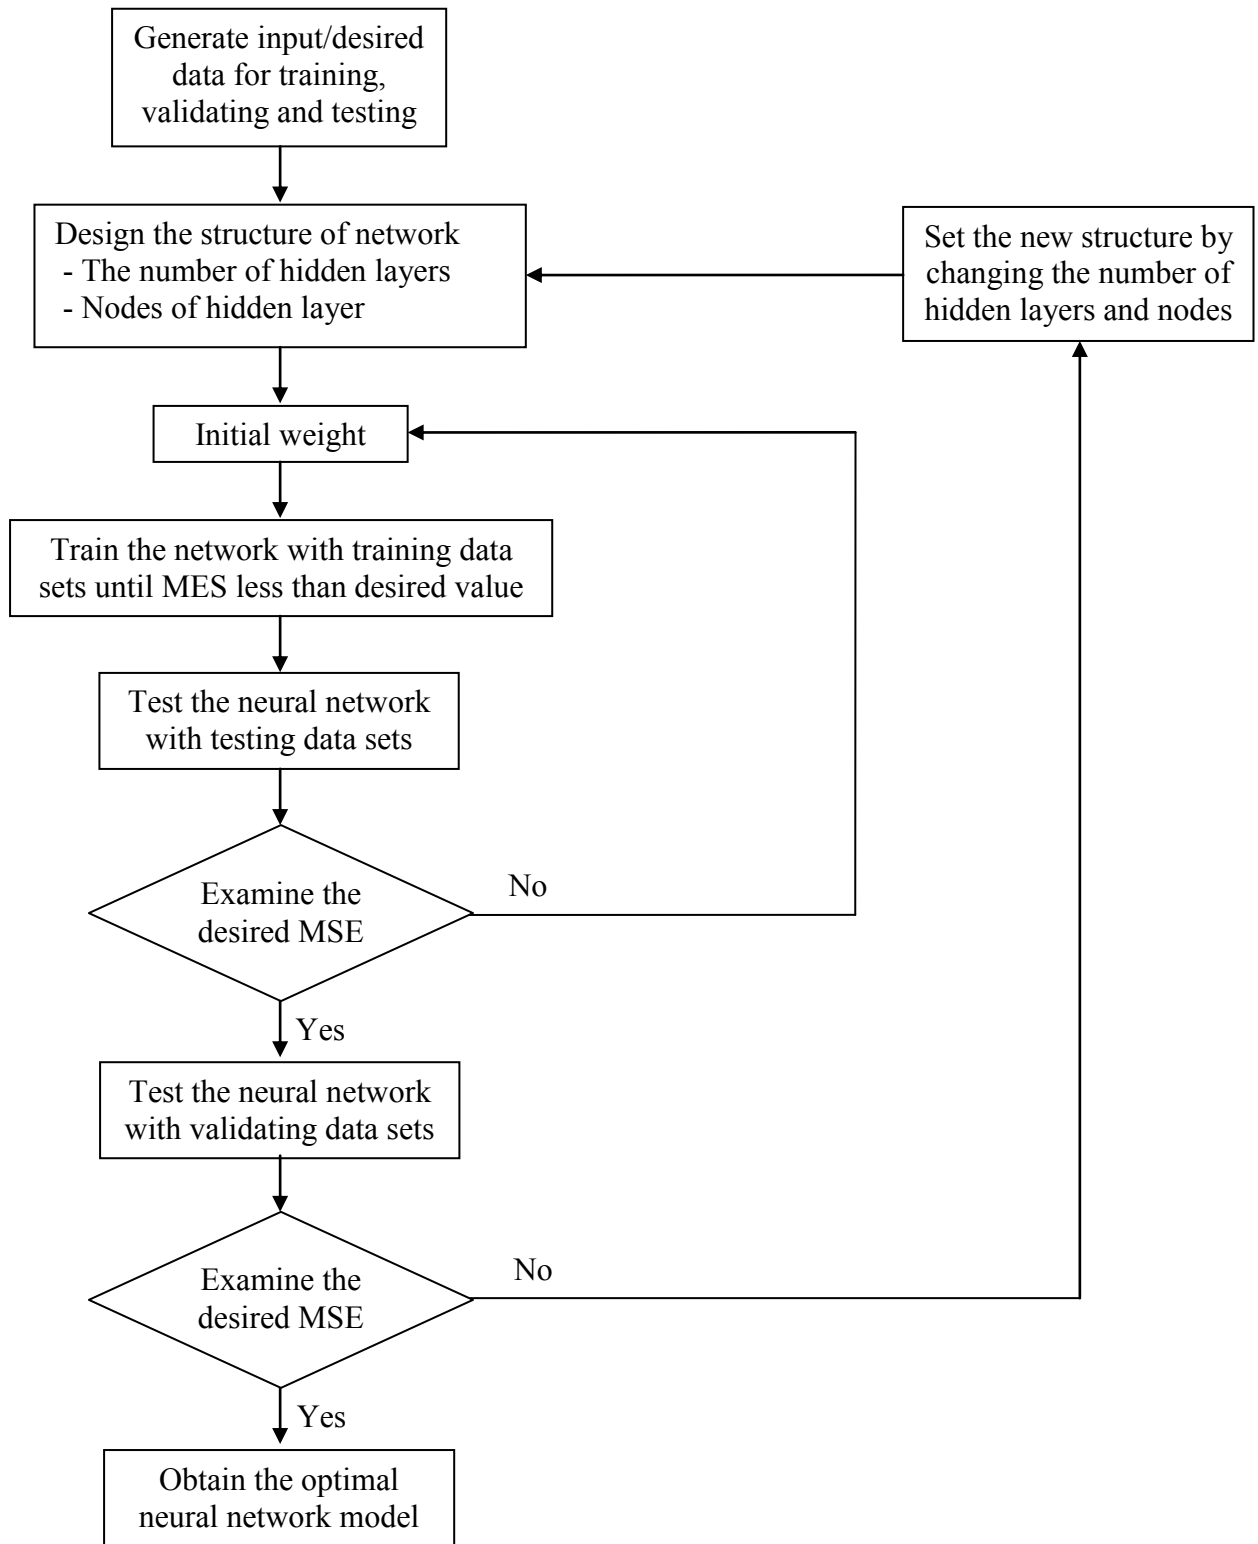 Generate input/desired
data for training,
validating and testing
Design the structure of network
- The number of hidden layers
- Nodes of hidden layer
Set the new structure by
changing the number of
hidden layers and nodes
Initial weight
Train the network with training data
sets until MES less than desired value
Test the neural network
with testing data sets
Examine the
desired MSE
No
Yes
Test the neural network
with validating data sets
Examine the
desired MSE
No
Yes
Obtain the optimal
neural network model